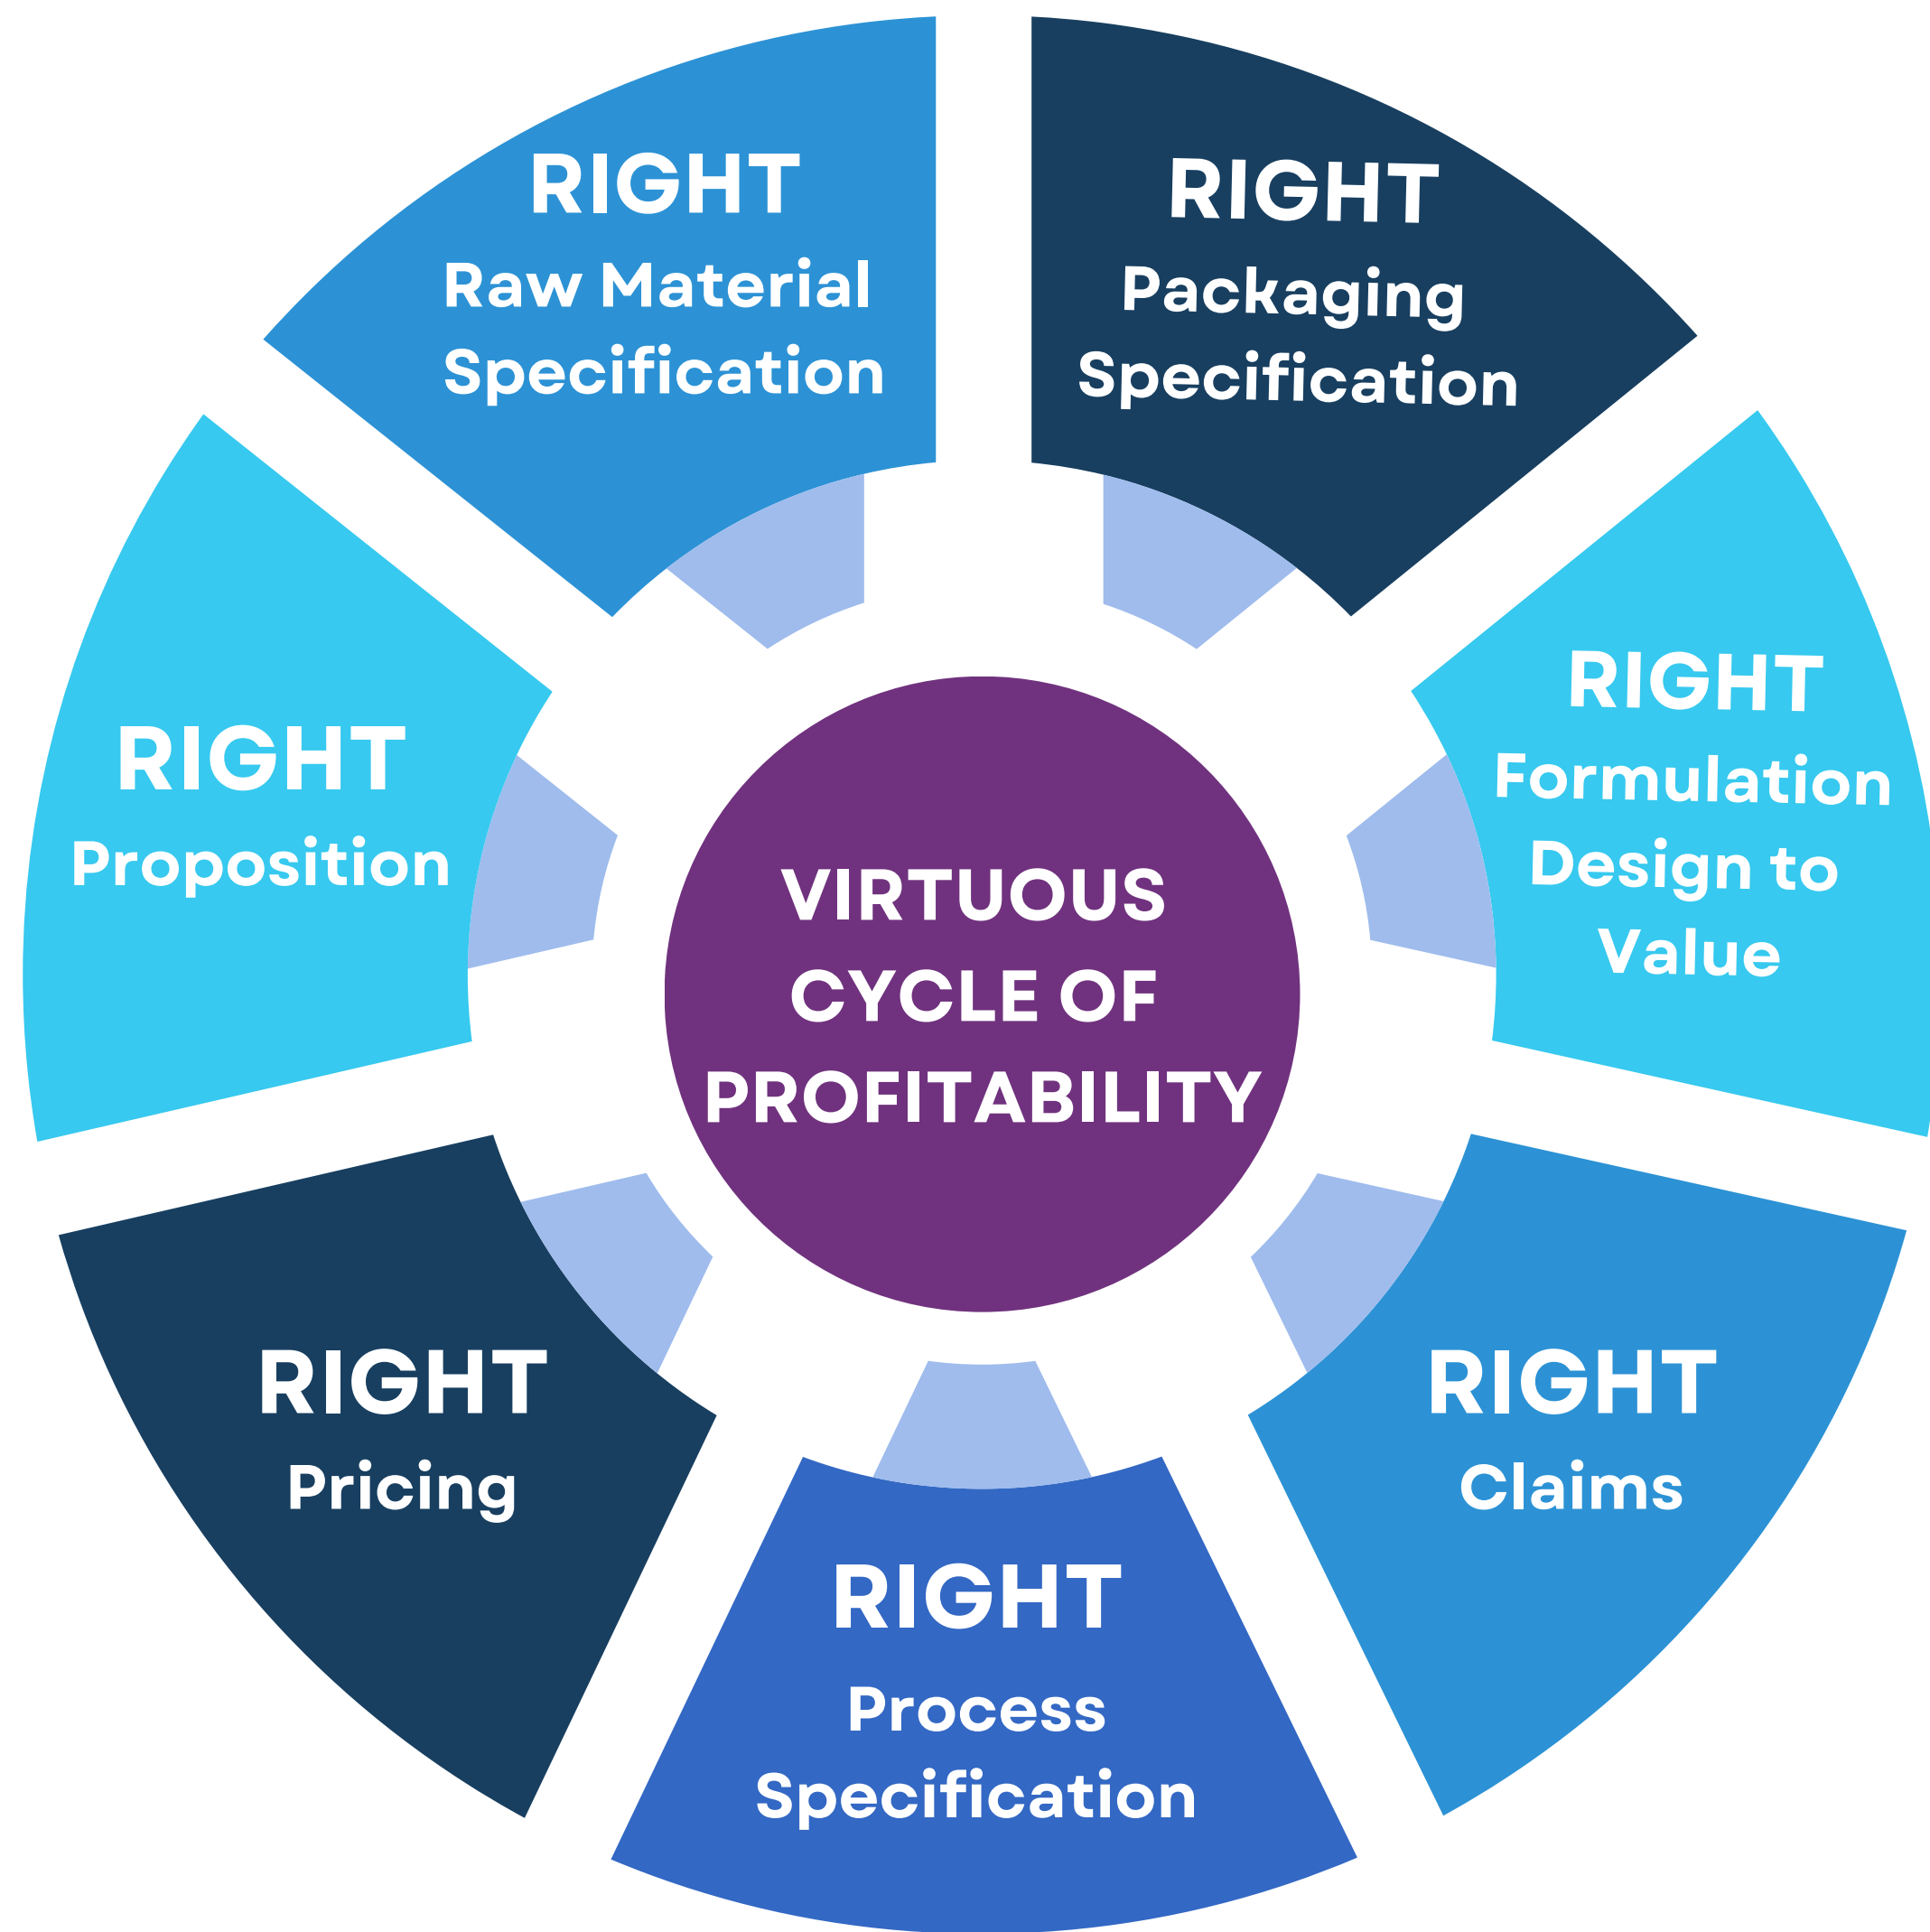 RIGHT
Raw Material
Specification
RIGHT
Packaging
Specification
RIGHT
Formulation
Design to
Value
RIGHT
Claims
RIGHT
Process
Specification
RIGHT
Pricing
RIGHT
Proposition
VIRTUOUS
CYCLE OF
PROFITABILITY